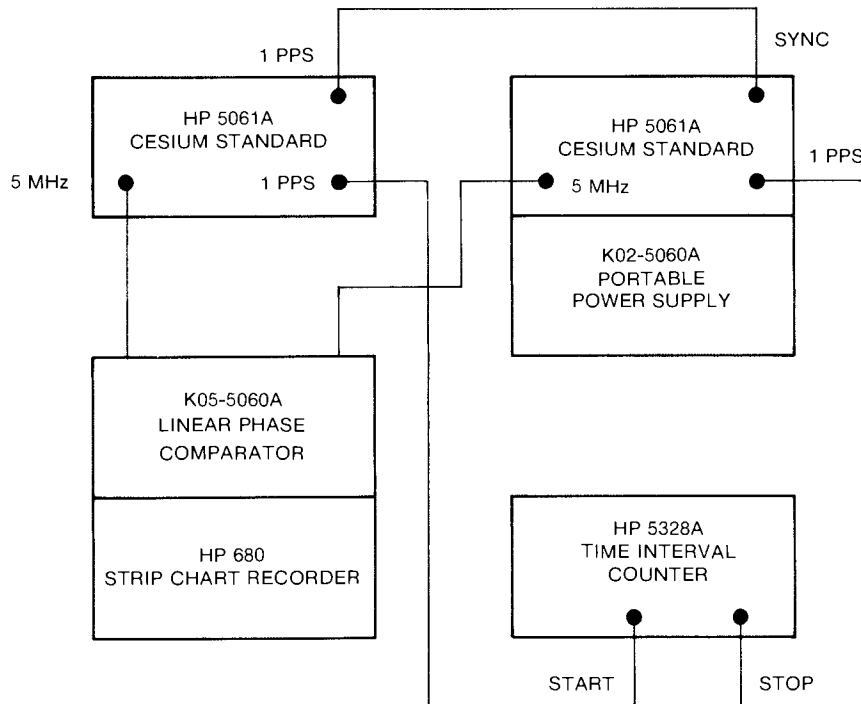 SYNC
1 PPS
HP 5061A
CESIUM STANDARD
5 MHz
1 PPS
HP 5061A
CESIUM STANDARD
1 PPS
5 MHz
K02-5060A
PORTABLE
POWER SUPPLY
K05-5060A
LINEAR PHASE
COMPARATOR
HP 680
STRIP CHART RECORDER
HP 5328A
TIME INTERVAL
COUNTER
START
STOP